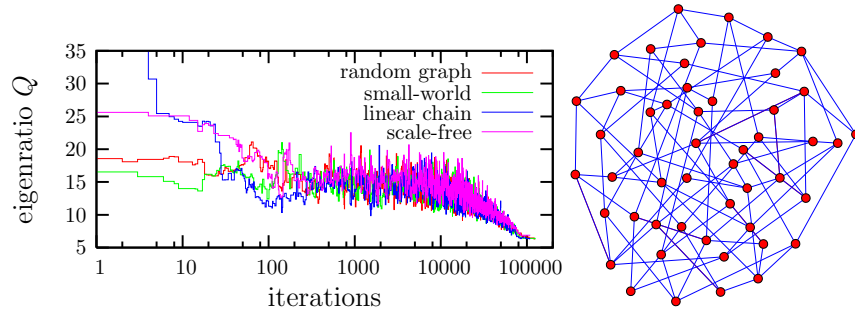 35
30
25
20
15
10
5
eigenratio Q
random graph
small-world
linear chain
scale-free
1 10 100 1000 10000 100000
iterations